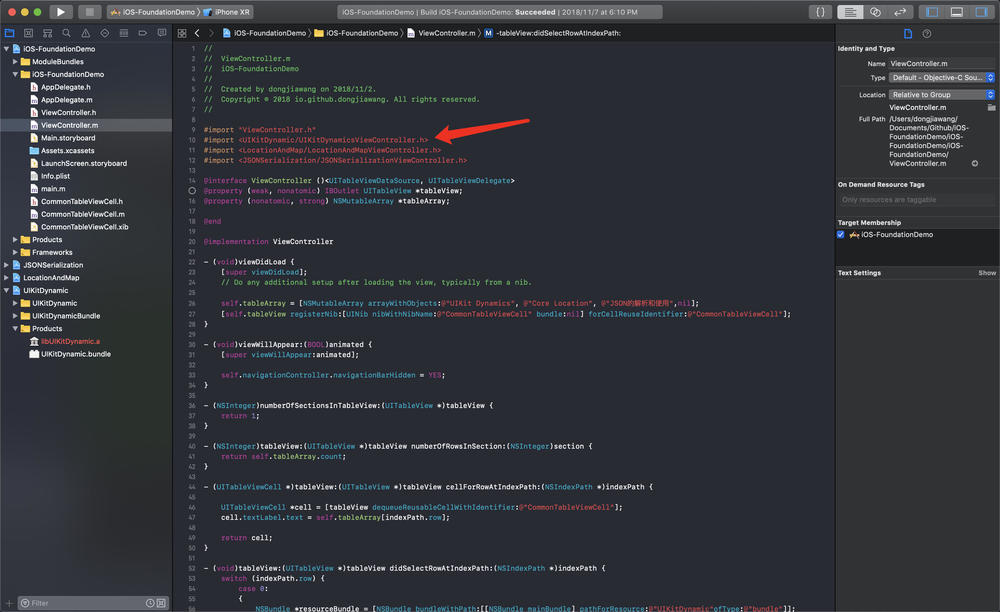 iOS-FoundationDemo
iPhone XR
iOS-FoundationDemo | Build iOS-FoundationDemo: Succeeded | 2018/11/7 at 6:10 PM
{}
iOS-FoundationDemo
ModuleBundles
iOS-FoundationDemo
AppDelegate.h
AppDelegate.m
ViewController.h
ViewController.m
Main.storyboard
Assets.xcassets
LaunchScreen.storyboard
Info.plist
main.m
CommonTableViewCell.h
CommonTableViewCell.m
CommonTableViewCell.xib
Products
Frameworks
JSONSerialization
LocationAndMap
UIKitDynamic
UIKitDynamic
UIKitDynamicBundle
Products
libUIKitDynamic.a
UIKitDynamic.bundle
Filter
iOS-FoundationDemo
iOS-FoundationDemo
ViewController.m
M
-tableView:didSelectRowAtIndexPath:
1 //
2 //  ViewController.m
3 //  iOS-FoundationDemo
4 //
5 //  Created by dongjiawang on 2018/11/2.
6 //  Copyright © 2018 io.github.dongjiawang. All rights reserved.
7 //
8
9 #import "ViewController.h"
10 #import <UIKitDynamic/UIKitDynamicsViewController.h>
11 #import <LocationAndMap/LocationAndMapViewController.h>
12 #import <JSONSerialization/JSONSerializationViewController.h>
13
14 @interface ViewController ()<UITableViewDataSource, UITableViewDelegate>
@property (weak, nonatomic) IBOutlet UITableView *tableView;
16 @property (nonatomic, strong) NSMutableArray *tableArray;
17
18 @end
19
20 @implementation ViewController
21
22 - (void)viewDidLoad {
23 [super viewDidLoad];
24 // Do any additional setup after loading the view, typically from a nib.
25
26 self.tableArray = [NSMutableArray arrayWithObjects:@"UIKit Dynamics", @"Core Location", @"JSON的解析和使用",nil];
27 [self.tableView registerNib:[UINib nibWithNibName:@"CommonTableViewCell" bundle:nil] forCellReuseIdentifier:@"CommonTableViewCell"];
28 }
29
30 - (void)viewWillAppear:(BOOL)animated {
31 [super viewWillAppear:animated];
32
33 self.navigationController.navigationBarHidden = YES;
34 }
35
36 - (NSInteger)numberOfSectionsInTableView:(UITableView *)tableView {
37 return 1;
38 }
39
40 - (NSInteger)tableView:(UITableView *)tableView numberOfRowsInSection:(NSInteger)section {
41 return self.tableArray.count;
42 }
43
44 - (UITableViewCell *)tableView:(UITableView *)tableView cellForRowAtIndexPath:(NSIndexPath *)indexPath {
45
46 UITableViewCell *cell = [tableView dequeueReusableCellWithIdentifier:@"CommonTableViewCell"];
47 cell.textLabel.text = self.tableArray[indexPath.row];
48
49 return cell;
50 }
51
52 - (void)tableView:(UITableView *)tableView didSelectRowAtIndexPath:(NSIndexPath *)indexPath {
53 switch (indexPath.row) {
54 case 0:
55 {
56 NSBundle *resourceBundle = [NSBundle bundleWithPath:[[NSBundle mainBundle] pathForResource:@"UIKitDynamic"ofType:@"bundle"]];
Identity and Type
Name ViewController.m
Type Default - Objective-C Sou...
Location Relative to Group
ViewController.m
Full Path /Users/dongjiawang/
Documents/Github/iOS-
FoundationDemo/iOS-
FoundationDemo/iOS-
FoundationDemo/
ViewController.m
On Demand Resource Tags
Only resources are taggable
Target Membership
iOS-FoundationDemo
Text Settings
Show